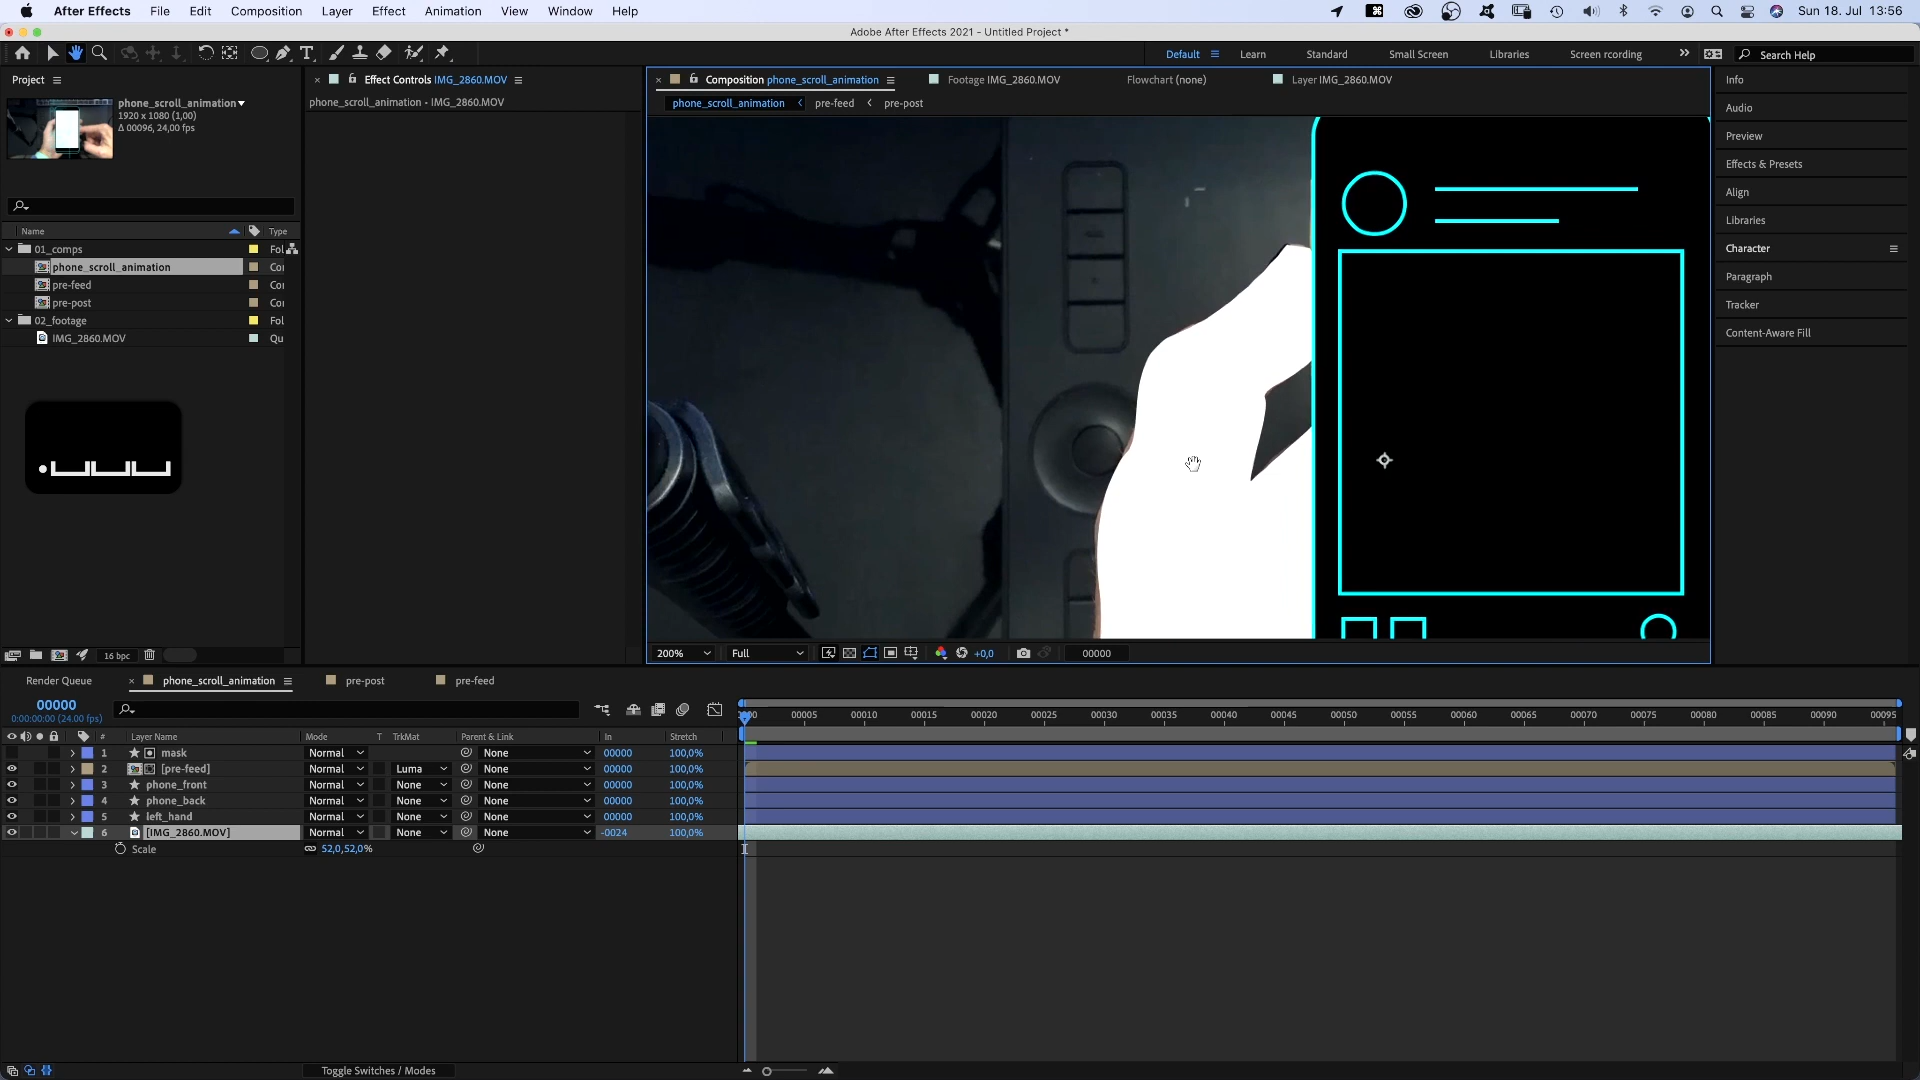 After Effects File Edit Composition Layer Effect Animation View Window Help Sun 18. Jul 13:56
Adobe After Effects 2021 - Untitled Project *
Default Learn Standard Small Screen Libraries Screen rcording Search Help
Project
phone_scroll_animation
1920 x 1080 (1,00)
Δ 00096, 24,00 fps
Name Type
01_comps Fol
phone_scroll_animation Co
pre-feed Co
pre-post Co
02_footage Fol
IMG_2860.MOV Qu
16 bpc
Effect Controls IMG_2860.MOV
phone_scroll_animation - IMG_2860.MOV
Composition phone_scroll_animation Footage IMG_2860.MOV Flowchart (none) Layer IMG_2860.MOV
phone_scroll_animation pre-feed pre-post
200% Full +0,0 00000
Info
Audio
Preview
Effects & Presets
Align
Libraries
Character
Paragraph
Tracker
Content-Aware Fill
Render Queue phone_scroll_animation pre-post pre-feed
00000
0:00:00:00 (24.00 fps)
00005 00010 00015 00020 00025 00030 00035 00040 00045 00050 00055 00060 00065 00070 00075 00080 00085 00090 00095
# Layer Name Mode T TrkMat Parent & Link In Stretch
1 mask Normal None 00000 100,0%
2 [pre-feed] Normal Luma None 00000 100,0%
3 phone_front Normal None None 00000 100,0%
4 phone_back Normal None None 00000 100,0%
5 left_hand Normal None None 00000 100,0%
6 [IMG_2860.MOV] Normal None None -0024 100,0%
Scale 52,0,52,0%
Toggle Switches / Modes